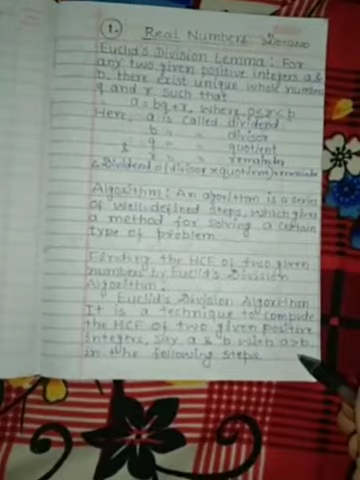 1. Real Numbers
Euclid's Division Lemma: For
any two given positive integers a &
b, there exist unique whole numbers
q and r such that
a = bq + r, where 0 ≤ r < b
Here, a is called dividend
b " " divisor
q " " quotient
& r " " remainder
Dividend = (divisor x quotient) + remainder
Algorithm: An algorithm is a series
of well-defined steps, which gives
a method for solving a certain
type of problem
Finding the HCF of two given
numbers by Euclid's Division
Algorithm:
Euclid's Division Algorithm
It is a technique to compute
the HCF of two given positive
integers, say a & b with a>b,
in the following steps